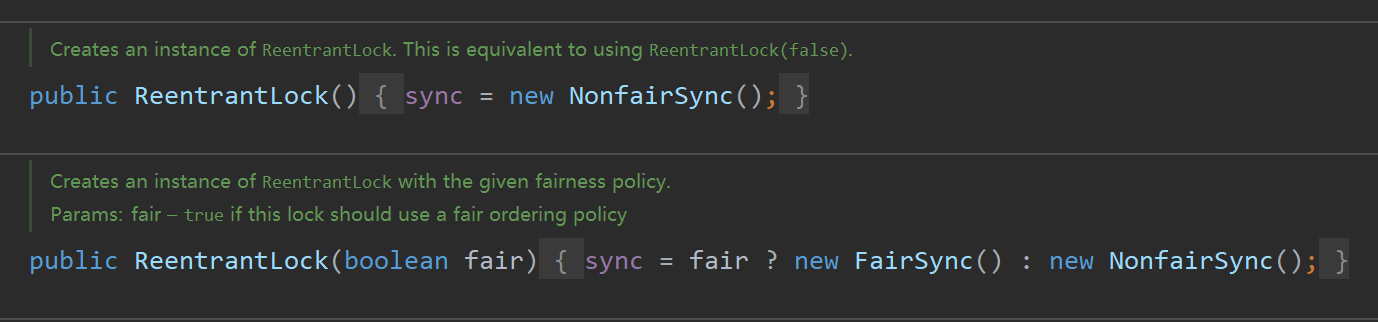 Creates an instance of ReentrantLock. This is equivalent to using ReentrantLock(false).
public ReentrantLock() { sync = new NonfairSync(); }
Creates an instance of ReentrantLock with the given fairness policy.
Params: fair – true if this lock should use a fair ordering policy
public ReentrantLock(boolean fair) { sync = fair ? new FairSync() : new NonfairSync(); }